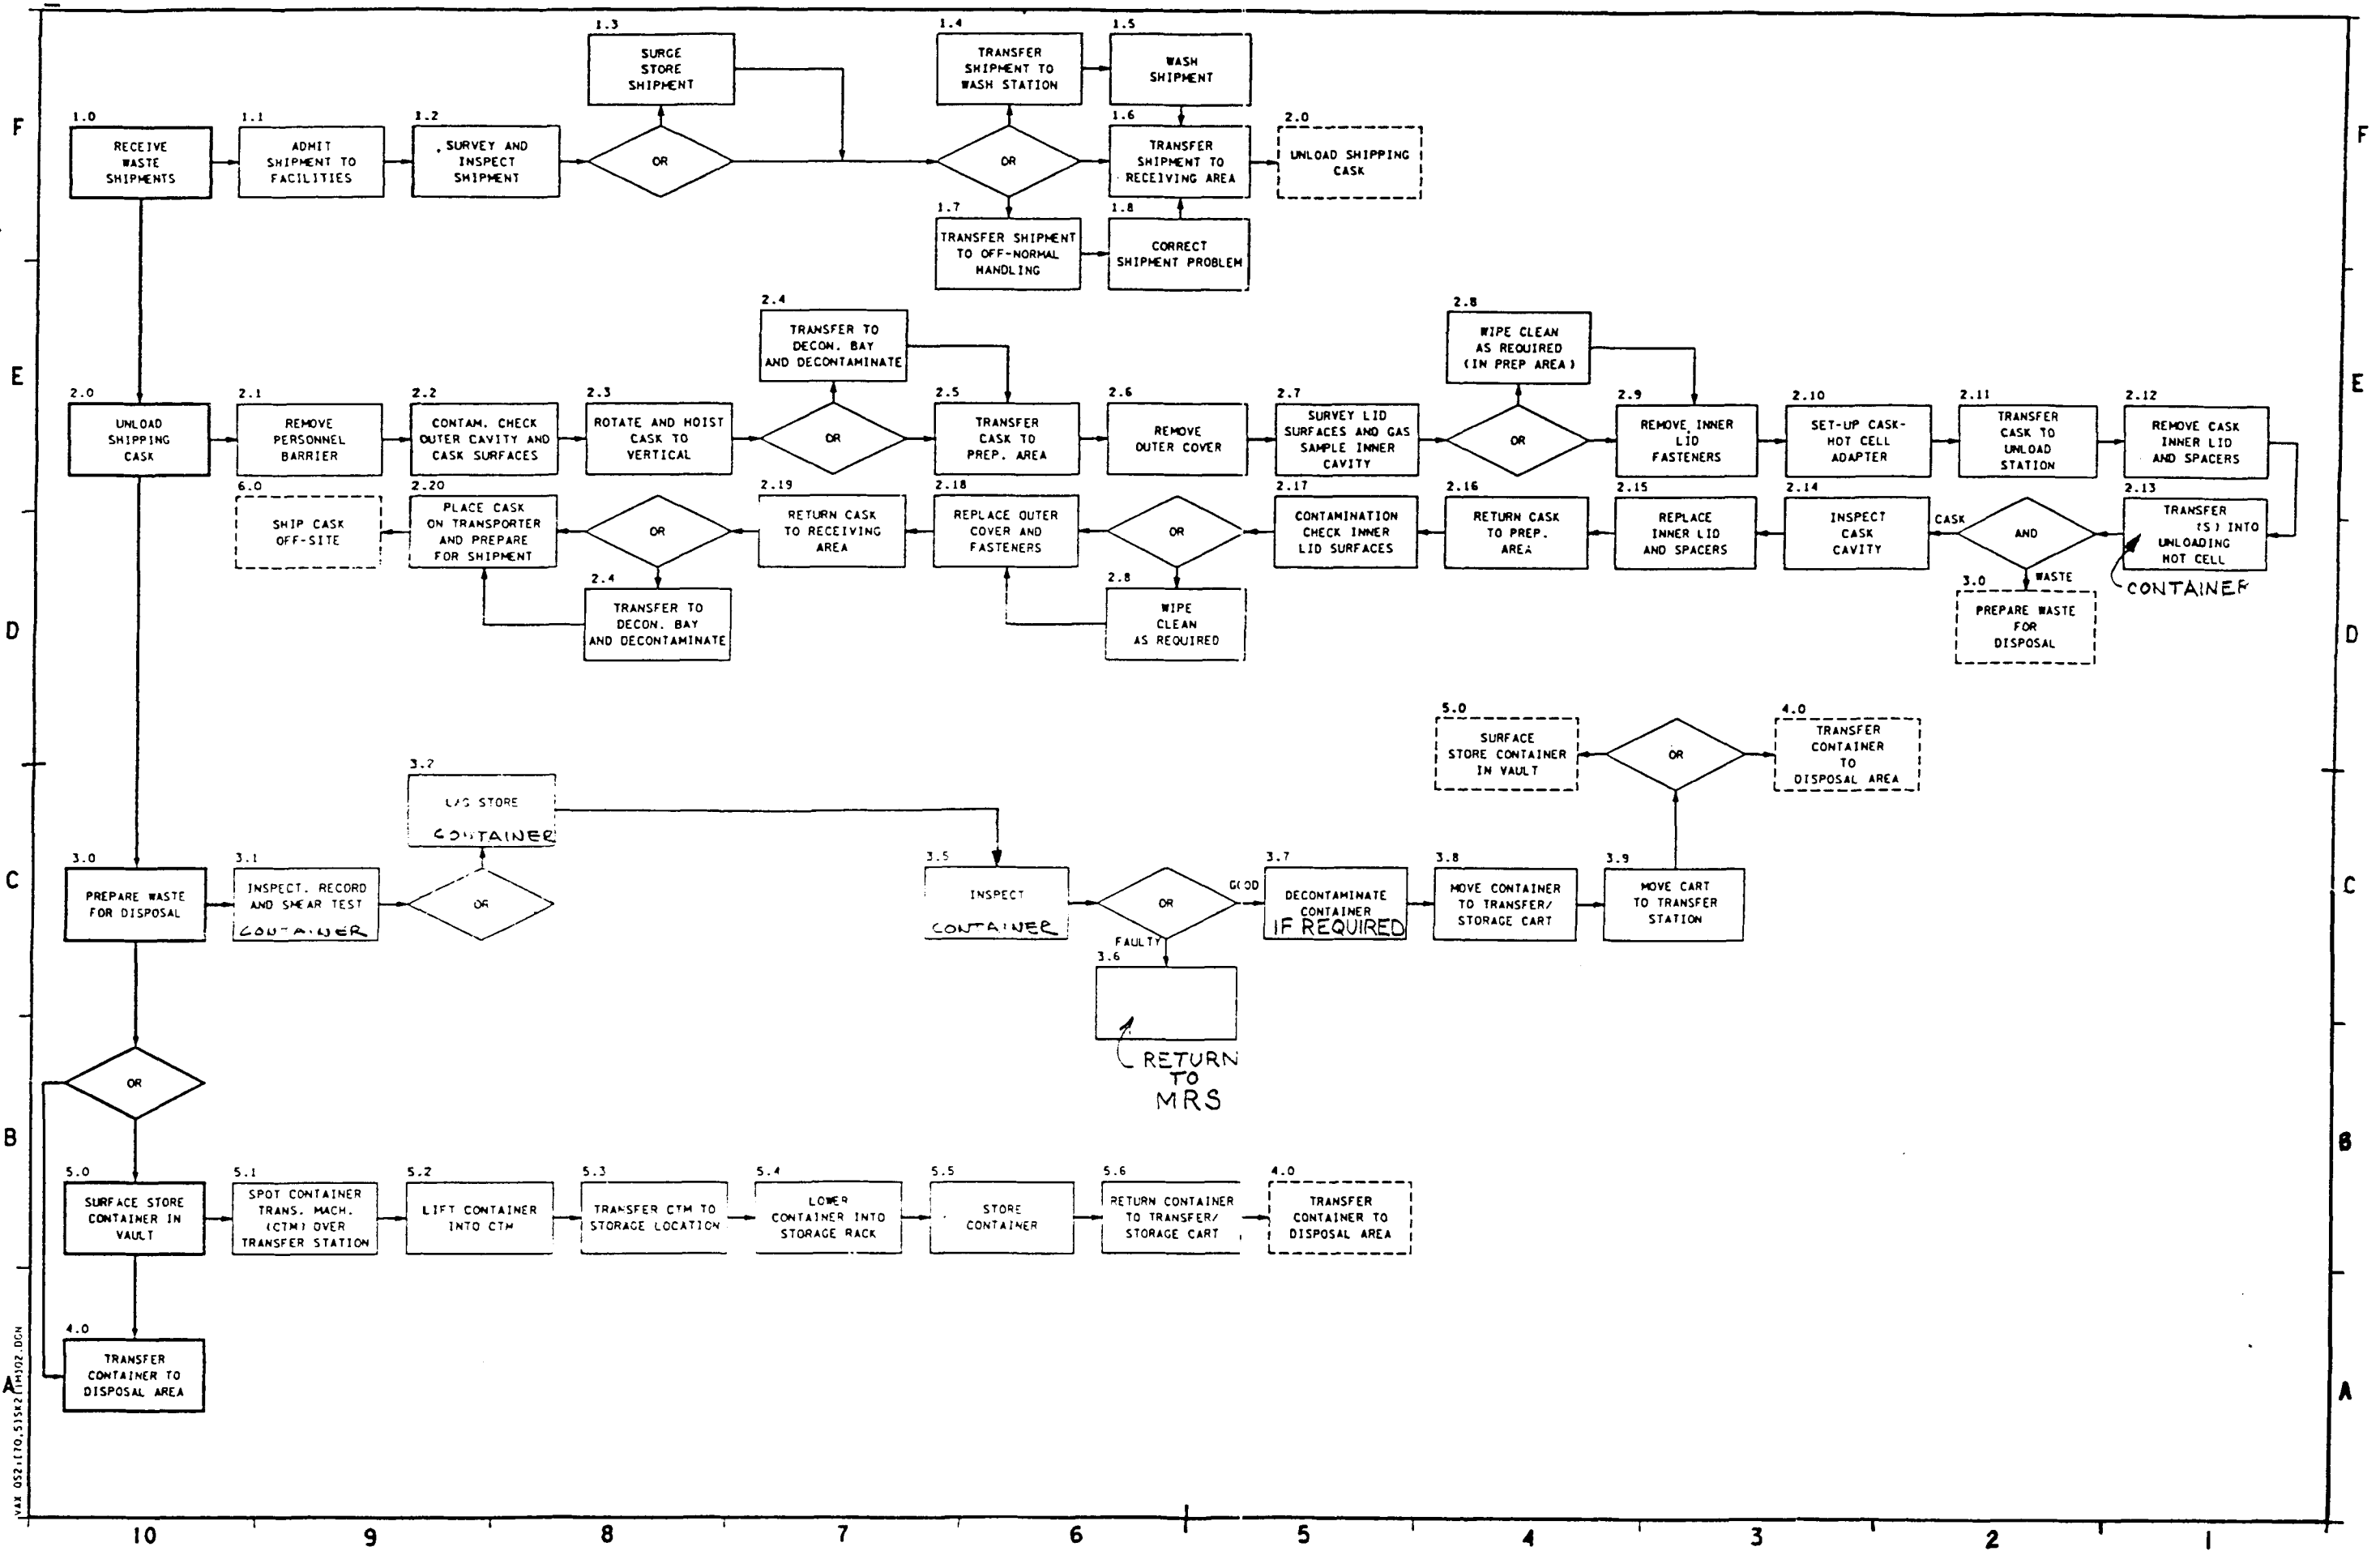 1.3
SURGE
STORE
SHIPMENT
1.4
TRANSFER
SHIPMENT TO
WASH STATION
1.5
WASH
SHIPMENT
F
1.0
RECEIVE
WASTE
SHIPMENTS
1.1
ADMIT
SHIPMENT TO
FACILITIES
1.2
SURVEY AND
INSPECT
SHIPMENT
OR
OR
1.6
TRANSFER
SHIPMENT TO
RECEIVING AREA
2.0
UNLOAD SHIPPING
CASK
F
1.7
TRANSFER SHIPMENT
TO OFF-NORMAL
HANDLING
1.8
CORRECT
SHIPMENT PROBLEM
2.4
TRANSFER TO
DECON. BAY
AND DECONTAMINATE
2.8
WIPE CLEAN
AS REQUIRED
(IN PREP AREA)
E
2.0
UNLOAD
SHIPPING
CASK
2.1
REMOVE
PERSONNEL
BARRIER
2.2
CONTAM. CHECK
OUTER CAVITY AND
CASK SURFACES
2.3
ROTATE AND HOIST
CASK TO
VERTICAL
OR
2.5
TRANSFER
CASK TO
PREP. AREA
2.6
REMOVE
OUTER COVER
2.7
SURVEY LID
SURFACES AND GAS
SAMPLE INNER
CAVITY
OR
2.9
REMOVE INNER
LID
FASTENERS
2.10
SET-UP CASK-
HOT CELL
ADAPTER
2.11
TRANSFER
CASK TO
UNLOAD
STATION
2.12
REMOVE CASK
INNER LID
AND SPACERS
E
6.0
SHIP CASK
OFF-SITE
2.20
PLACE CASK
ON TRANSPORTER
AND PREPARE
FOR SHIPMENT
OR
2.19
RETURN CASK
TO RECEIVING
AREA
2.18
REPLACE OUTER
COVER AND
FASTENERS
OR
2.17
CONTAMINATION
CHECK INNER
LID SURFACES
2.16
RETURN CASK
TO PREP.
AREA
2.15
REPLACE
INNER LID
AND SPACERS
2.14
INSPECT
CASK
CAVITY
CASK
AND
2.13
TRANSFER
(S) INTO
UNLOADING
HOT CELL
CONTAINER
D
2.4
TRANSFER TO
DECON. BAY
AND DECONTAMINATE
2.8
WIPE
CLEAN
AS REQUIRED
WASTE
3.0
PREPARE WASTE
FOR
DISPOSAL
D
5.0
SURFACE
STORE CONTAINER
IN VAULT
OR
4.0
TRANSFER
CONTAINER
TO
DISPOSAL AREA
3.2
LAG STORE
CONTAINER
C
3.0
PREPARE WASTE
FOR DISPOSAL
3.1
INSPECT. RECORD
AND SMEAR TEST
CONTAINER
OR
3.5
INSPECT
CONTAINER
OR
GOOD
FAULTY
3.7
DECONTAMINATE
CONTAINER
IF REQUIRED
3.8
MOVE CONTAINER
TO TRANSFER/
STORAGE CART
3.9
MOVE CART
TO TRANSFER
STATION
C
3.6
RETURN
TO
MRS
OR
B
5.0
SURFACE STORE
CONTAINER IN
VAULT
5.1
SPOT CONTAINER
TRANS. MACH.
(CTM) OVER
TRANSFER STATION
5.2
LIFT CONTAINER
INTO CTM
5.3
TRANSFER CTM TO
STORAGE LOCATION
5.4
LOWER
CONTAINER INTO
STORAGE RACK
5.5
STORE
CONTAINER
5.6
RETURN CONTAINER
TO TRANSFER/
STORAGE CART
4.0
TRANSFER
CONTAINER TO
DISPOSAL AREA
B
4.0
TRANSFER
CONTAINER TO
DISPOSAL AREA
A
A
10 9 8 7 6 5 4 3 2 1